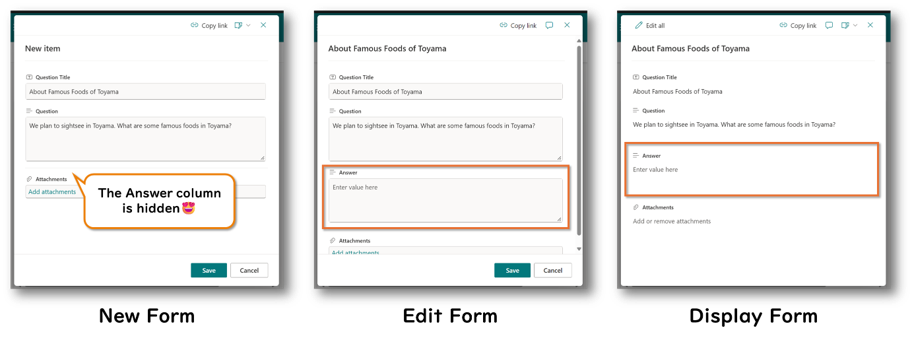 Copy link
New item
Question Title
About Famous Foods of Toyama
Question
We plan to sightsee in Toyama. What are some famous foods in Toyama?
Attachments
Add attachments
The Answer column
is hidden😍
Save
Cancel
New Form
Copy link
About Famous Foods of Toyama
Question Title
About Famous Foods of Toyama
Question
We plan to sightsee in Toyama. What are some famous foods in Toyama?
Answer
Enter value here
Attachments
Add attachments
Save
Cancel
Edit Form
Edit all
Copy link
About Famous Foods of Toyama
Question Title
About Famous Foods of Toyama
Question
We plan to sightsee in Toyama. What are some famous foods in Toyama?
Answer
Enter value here
Attachments
Add or remove attachments
Display Form